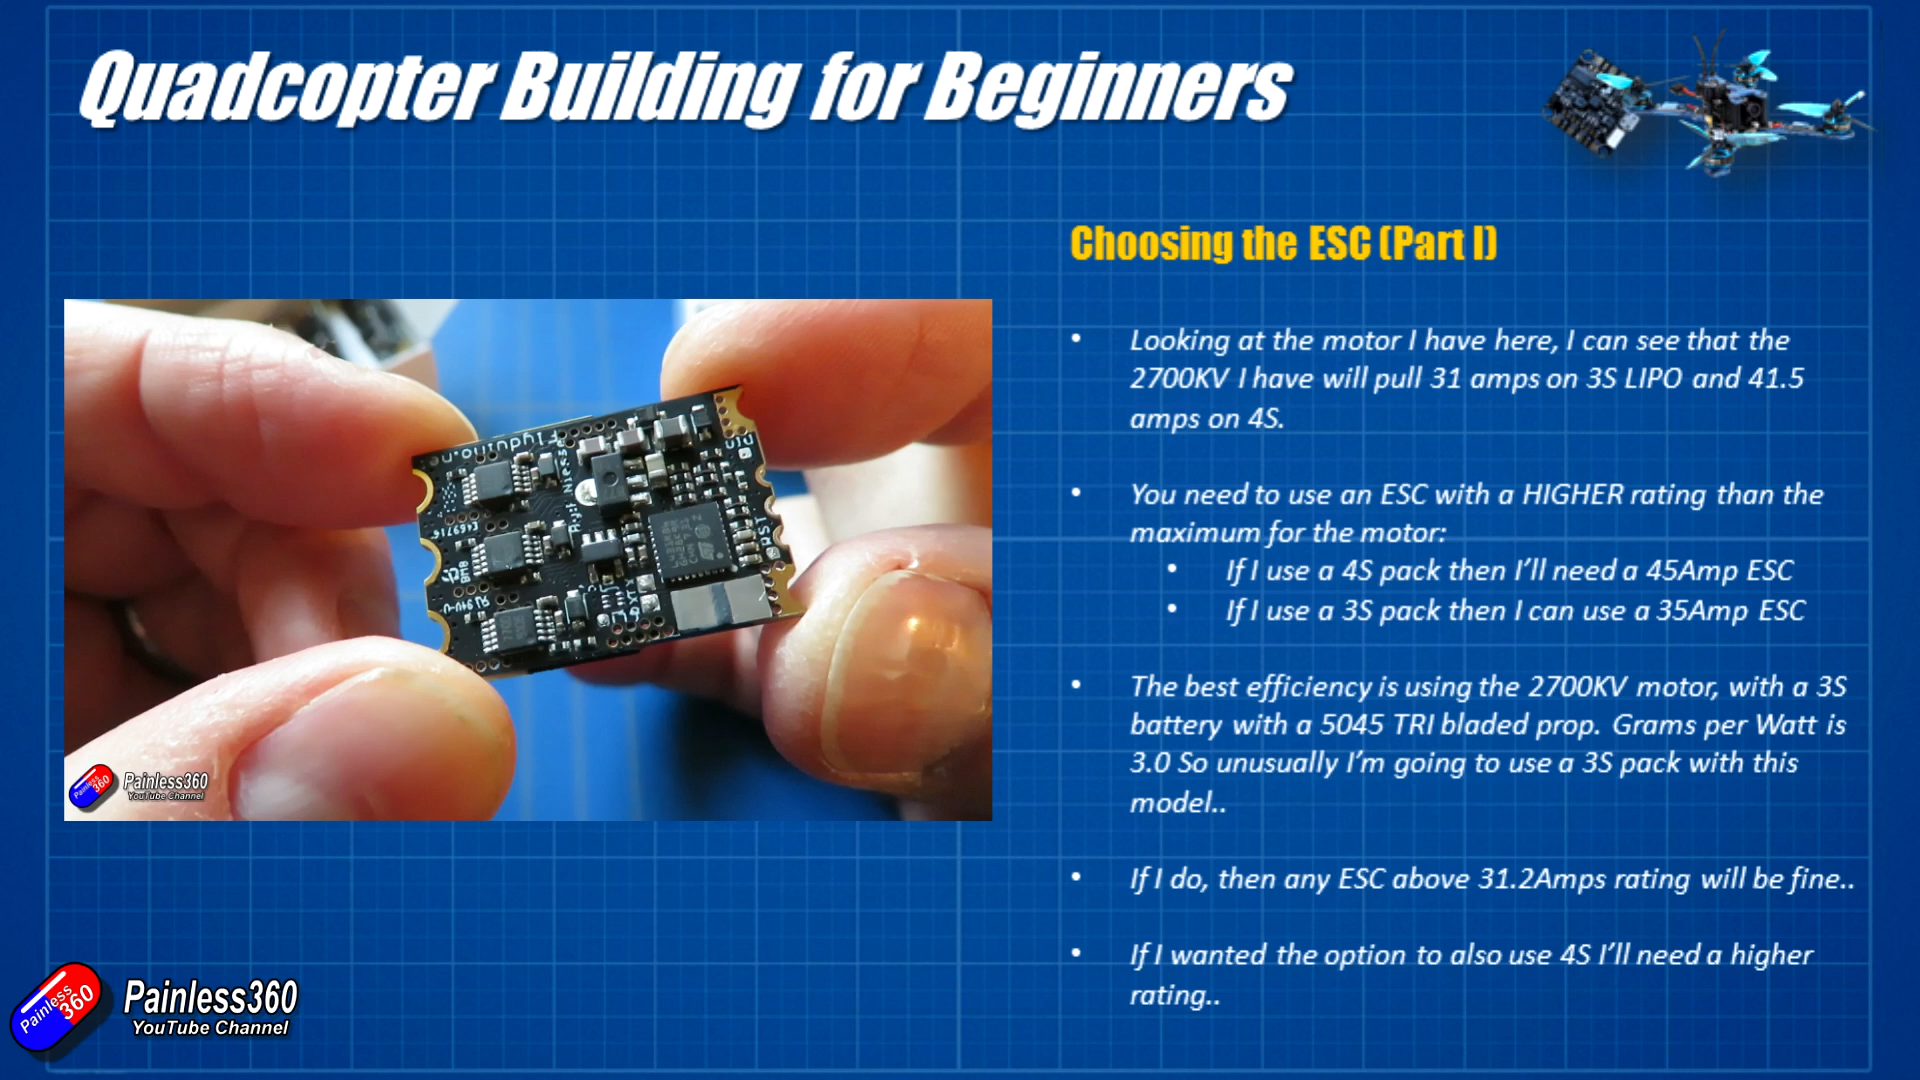 Quadcopter Building for Beginners
Choosing the ESC (Part I)
• Looking at the motor I have here, I can see that the
2700KV I have will pull 31 amps on 3S LIPO and 41.5
amps on 4S.
• You need to use an ESC with a HIGHER rating than the
maximum for the motor:
• If I use a 4S pack then I’ll need a 45Amp ESC
• If I use a 3S pack then I can use a 35Amp ESC
• The best efficiency is using the 2700KV motor, with a 3S
battery with a 5045 TRI bladed prop. Grams per Watt is
3.0 So unusually I’m going to use a 3S pack with this
model..
• If I do, then any ESC above 31.2Amps rating will be fine..
• If I wanted the option to also use 4S I’ll need a higher
rating..
Painless 360
Painless360
YouTube Channel
Painless 360
Painless360
YouTube Channel